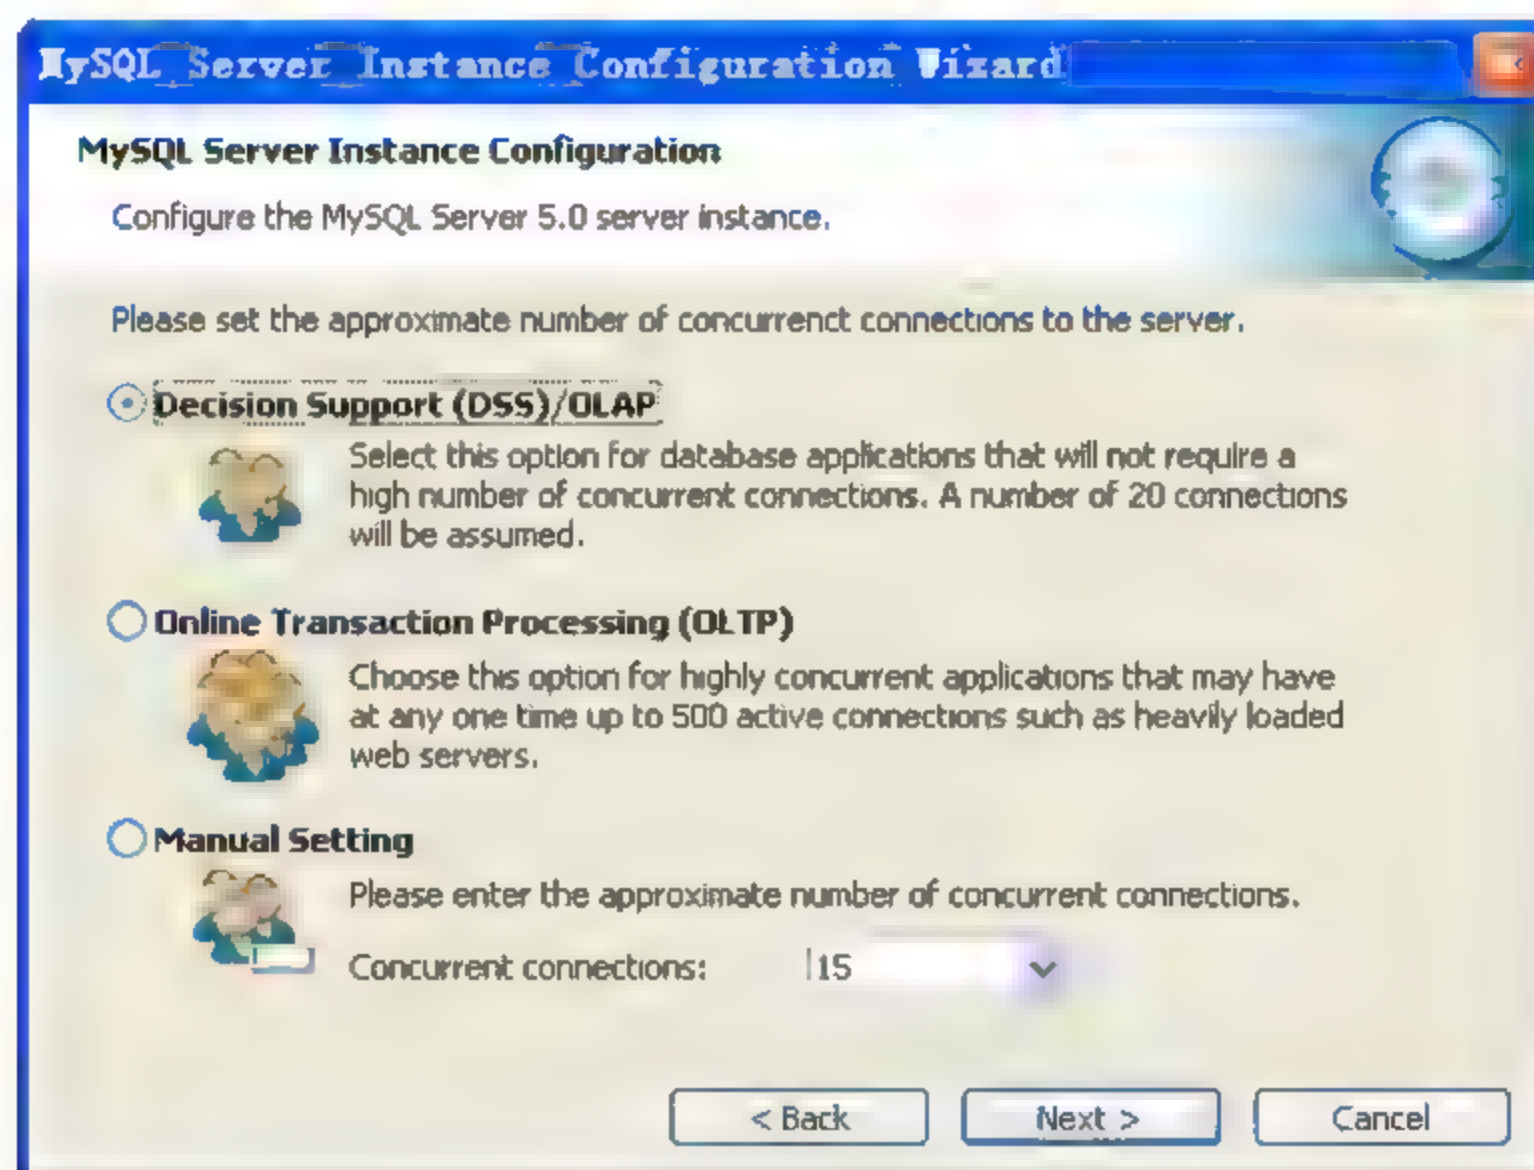 MySQL Server Instance Configuration Wizard
MySQL Server Instance Configuration
Configure the MySQL Server 5.0 server instance.
Please set the approximate number of concurrenct connections to the server.
Decision Support (DSS)/OLAP
Select this option for database applications that will not require a
high number of concurrent connections. A number of 20 connections
will be assumed.
Online Transaction Processing (OLTP)
Choose this option for highly concurrent applications that may have
at any one time up to 500 active connections such as heavily loaded
web servers.
Manual Setting
Please enter the approximate number of concurrent connections.
Concurrent connections: 15
< Back Next > Cancel